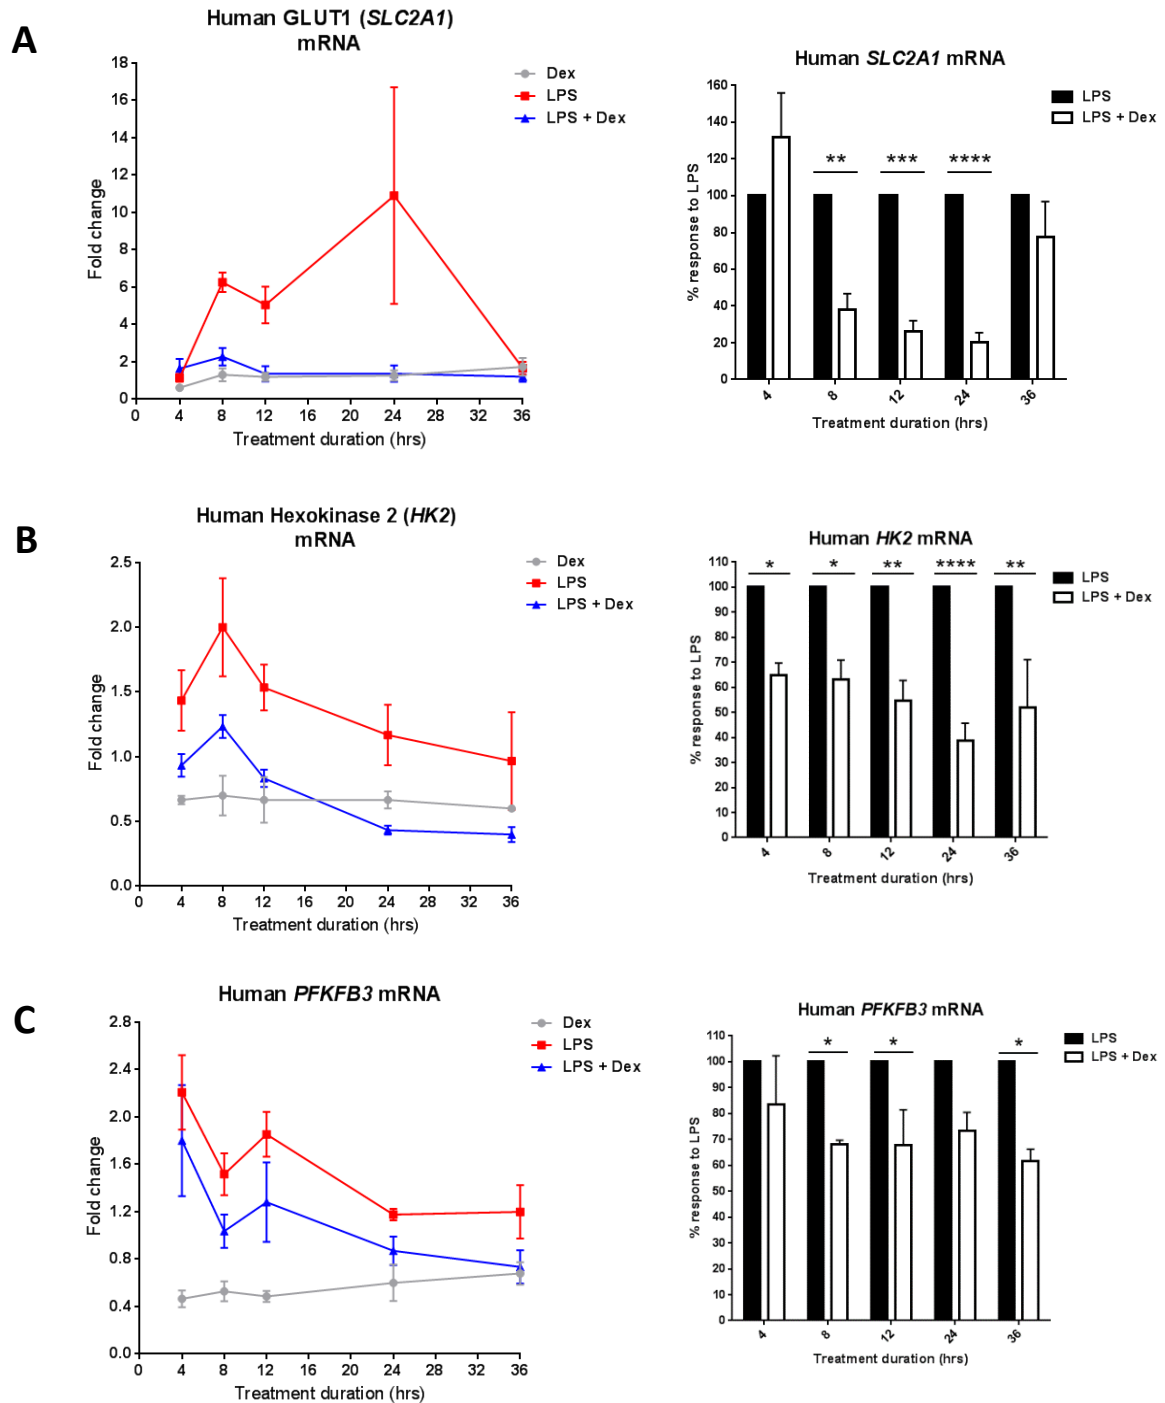 A
Human GLUT1 (SLC2A1)
mRNA
Fold change
18
16
14
12
10
8
6
4
2
0
0 4 8 12 16 20 24 28 32 36
Treatment duration (hrs)
Dex
LPS
LPS + Dex
Human SLC2A1 mRNA
% response to LPS
160
140
120
100
80
60
40
20
0
** *** ****
4 8 12 24 36
Treatment duration (hrs)
LPS
LPS + Dex
B
Human Hexokinase 2 (HK2)
mRNA
Fold change
2.5
2.0
1.5
1.0
0.5
0.0
0 4 8 12 16 20 24 28 32 36
Treatment duration (hrs)
Dex
LPS
LPS + Dex
Human HK2 mRNA
% response to LPS
110
100
90
80
70
60
50
40
30
20
10
0
* * ** **** **
4 8 12 24 36
Treatment duration (hrs)
LPS
LPS + Dex
C
Human PFKFB3 mRNA
Fold change
2.8
2.4
2.0
1.6
1.2
0.8
0.4
0.0
0 4 8 12 16 20 24 28 32 36
Treatment duration (hrs)
Dex
LPS
LPS + Dex
Human PFKFB3 mRNA
% response to LPS
110
100
90
80
70
60
50
40
30
20
10
0
* * *
4 8 12 24 36
Treatment duration (hrs)
LPS
LPS + Dex